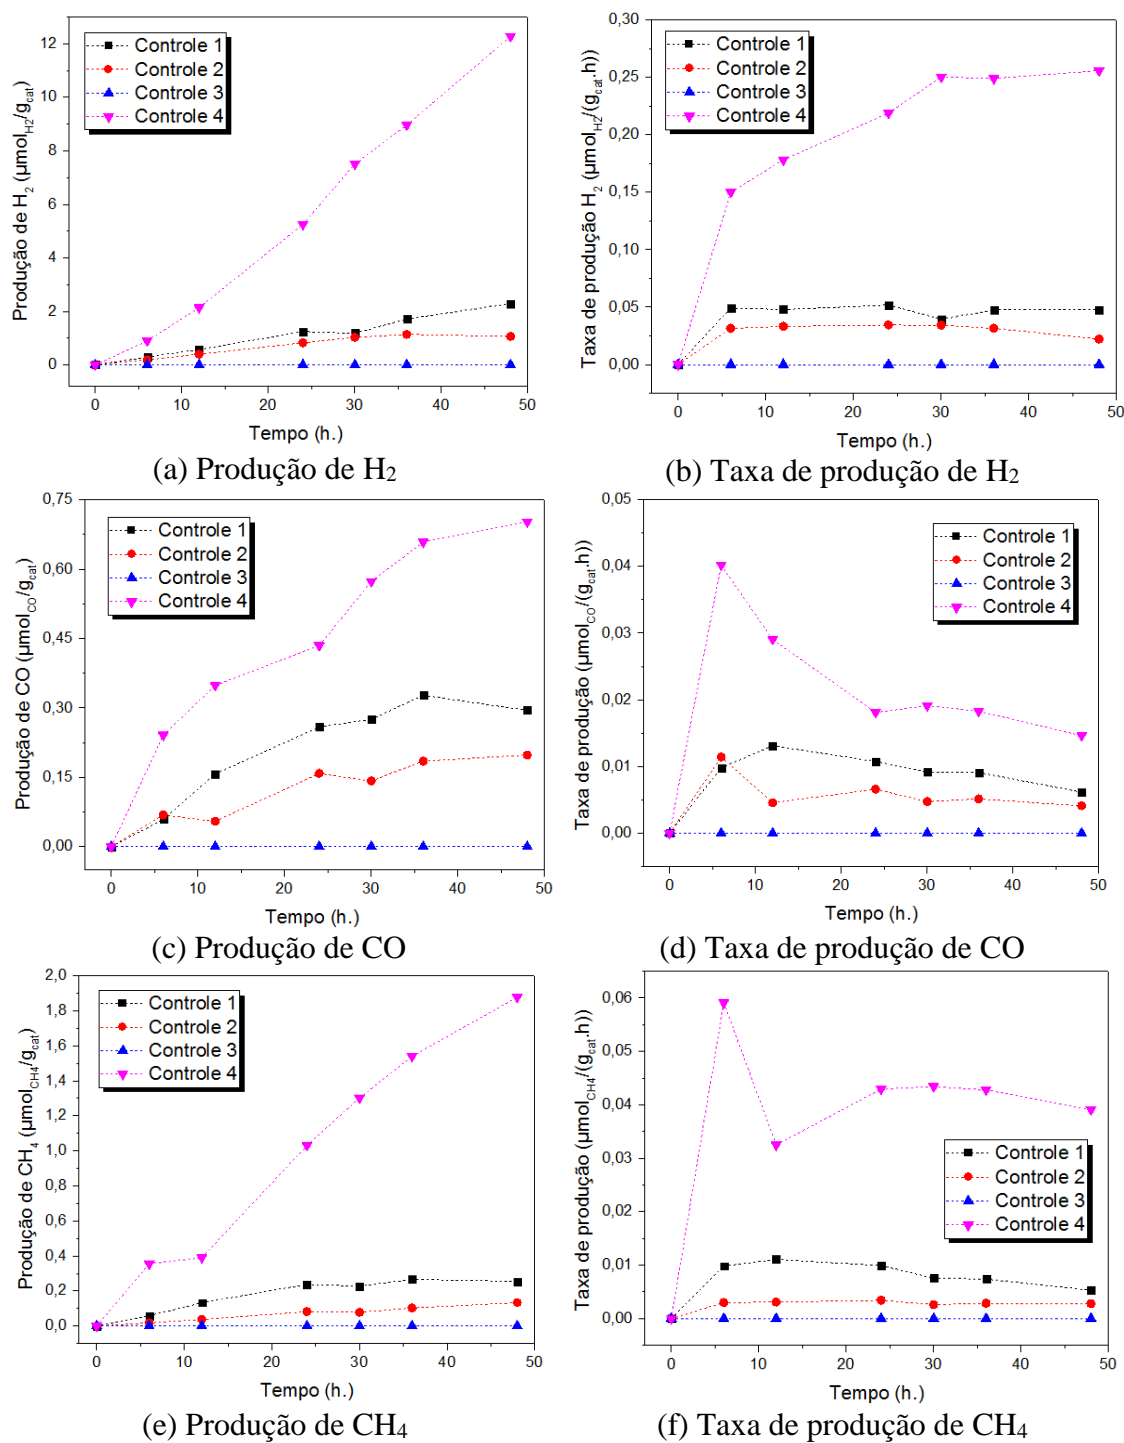 Produção de H2 (µmolH2/gcat)
12
10
8
6
4
2
0
Controle 1
Controle 2
Controle 3
Controle 4
0 10 20 30 40 50
Tempo (h.)
(a) Produção de H2
Taxa de produção H2 (µmolH2/(gcat.h))
0,30
0,25
0,20
0,15
0,10
0,05
0,00
Controle 1
Controle 2
Controle 3
Controle 4
0 10 20 30 40 50
Tempo (h.)
(b) Taxa de produção de H2
Produção de CO (µmolCO/gcat)
0,75
0,60
0,45
0,30
0,15
0,00
Controle 1
Controle 2
Controle 3
Controle 4
0 10 20 30 40 50
Tempo (h.)
(c) Produção de CO
Taxa de produção (µmolCO/(gcat.h))
0,05
0,04
0,03
0,02
0,01
0,00
Controle 1
Controle 2
Controle 3
Controle 4
0 10 20 30 40 50
Tempo (h.)
(d) Taxa de produção de CO
Produção de CH4 (µmolCH4/gcat)
2,0
1,8
1,6
1,4
1,2
1,0
0,8
0,6
0,4
0,2
0,0
Controle 1
Controle 2
Controle 3
Controle 4
0 10 20 30 40 50
Tempo (h.)
(e) Produção de CH4
Taxa de produção (µmolCH4/(gcat.h))
0,06
0,05
0,04
0,03
0,02
0,01
0,00
Controle 1
Controle 2
Controle 3
Controle 4
0 10 20 30 40 50
Tempo (h.)
(f) Taxa de produção de CH4